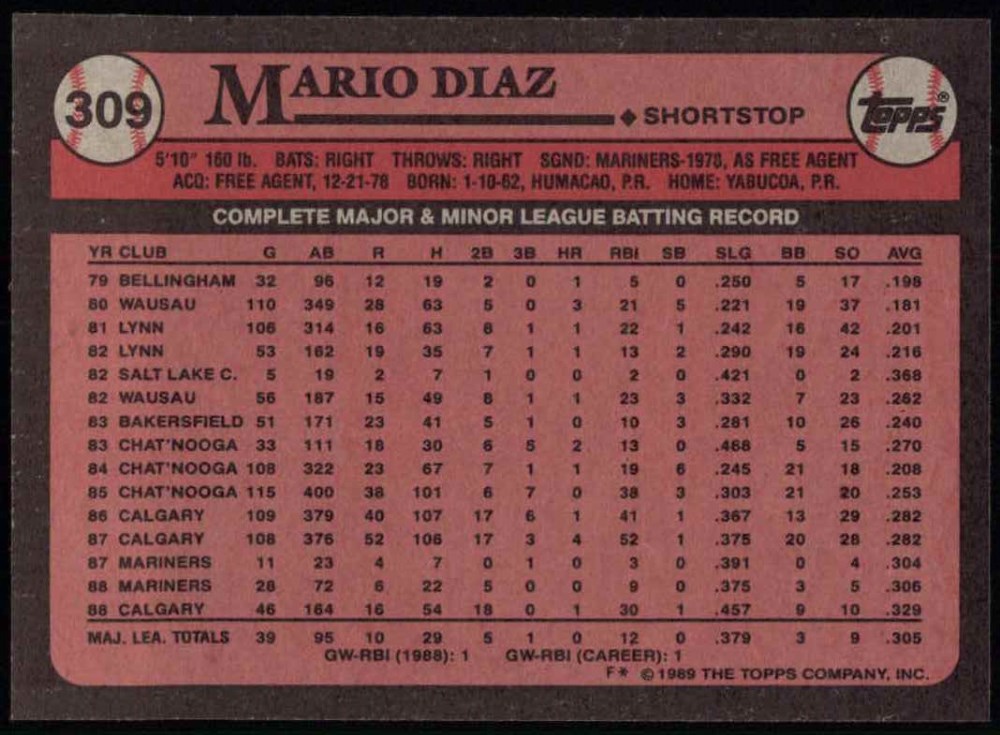 309
MARIO DIAZ
◆ SHORTSTOP
Topps®
5'10" 160 lb. BATS: RIGHT THROWS: RIGHT SGND: MARINERS-1978, AS FREE AGENT
ACQ: FREE AGENT, 12-21-78 BORN: 1-10-62, HUMACAO, P.R. HOME: YABUCOA, P.R.
COMPLETE MAJOR & MINOR LEAGUE BATTING RECORD
YR CLUB G AB R H 2B 3B HR RBI SB SLG BB SO AVG
79 BELLINGHAM 32 96 12 19 2 0 1 5 0 .250 5 17 .198
80 WAUSAU 110 349 28 63 5 0 3 21 5 .221 19 37 .181
81 LYNN 106 314 16 63 8 1 1 22 1 .242 16 42 .201
82 LYNN 53 162 19 35 7 1 1 13 2 .290 19 24 .216
82 SALT LAKE C. 5 19 2 7 1 0 0 2 0 .421 0 2 .368
82 WAUSAU 56 187 15 49 8 1 1 23 3 .332 7 23 .262
83 BAKERSFIELD 51 171 23 41 5 1 0 10 3 .281 10 26 .240
83 CHAT'NOOGA 33 111 18 30 6 5 2 13 0 .468 5 15 .270
84 CHAT'NOOGA 108 322 23 67 7 1 1 19 6 .245 21 18 .208
85 CHAT'NOOGA 115 400 38 101 6 7 0 38 3 .303 21 20 .253
86 CALGARY 109 379 40 107 17 6 1 41 1 .367 13 29 .282
87 CALGARY 108 376 52 106 17 3 4 52 1 .375 20 28 .282
87 MARINERS 11 23 4 7 0 1 0 3 0 .391 0 4 .304
88 MARINERS 28 72 6 22 5 0 0 9 0 .375 3 5 .306
88 CALGARY 46 164 16 54 18 0 1 30 1 .457 9 10 .329
MAJ. LEA. TOTALS 39 95 10 29 5 1 0 12 0 .379 3 9 .305
GW-RBI (1988): 1 GW-RBI (CAREER): 1
F* © 1989 THE TOPPS COMPANY, INC.